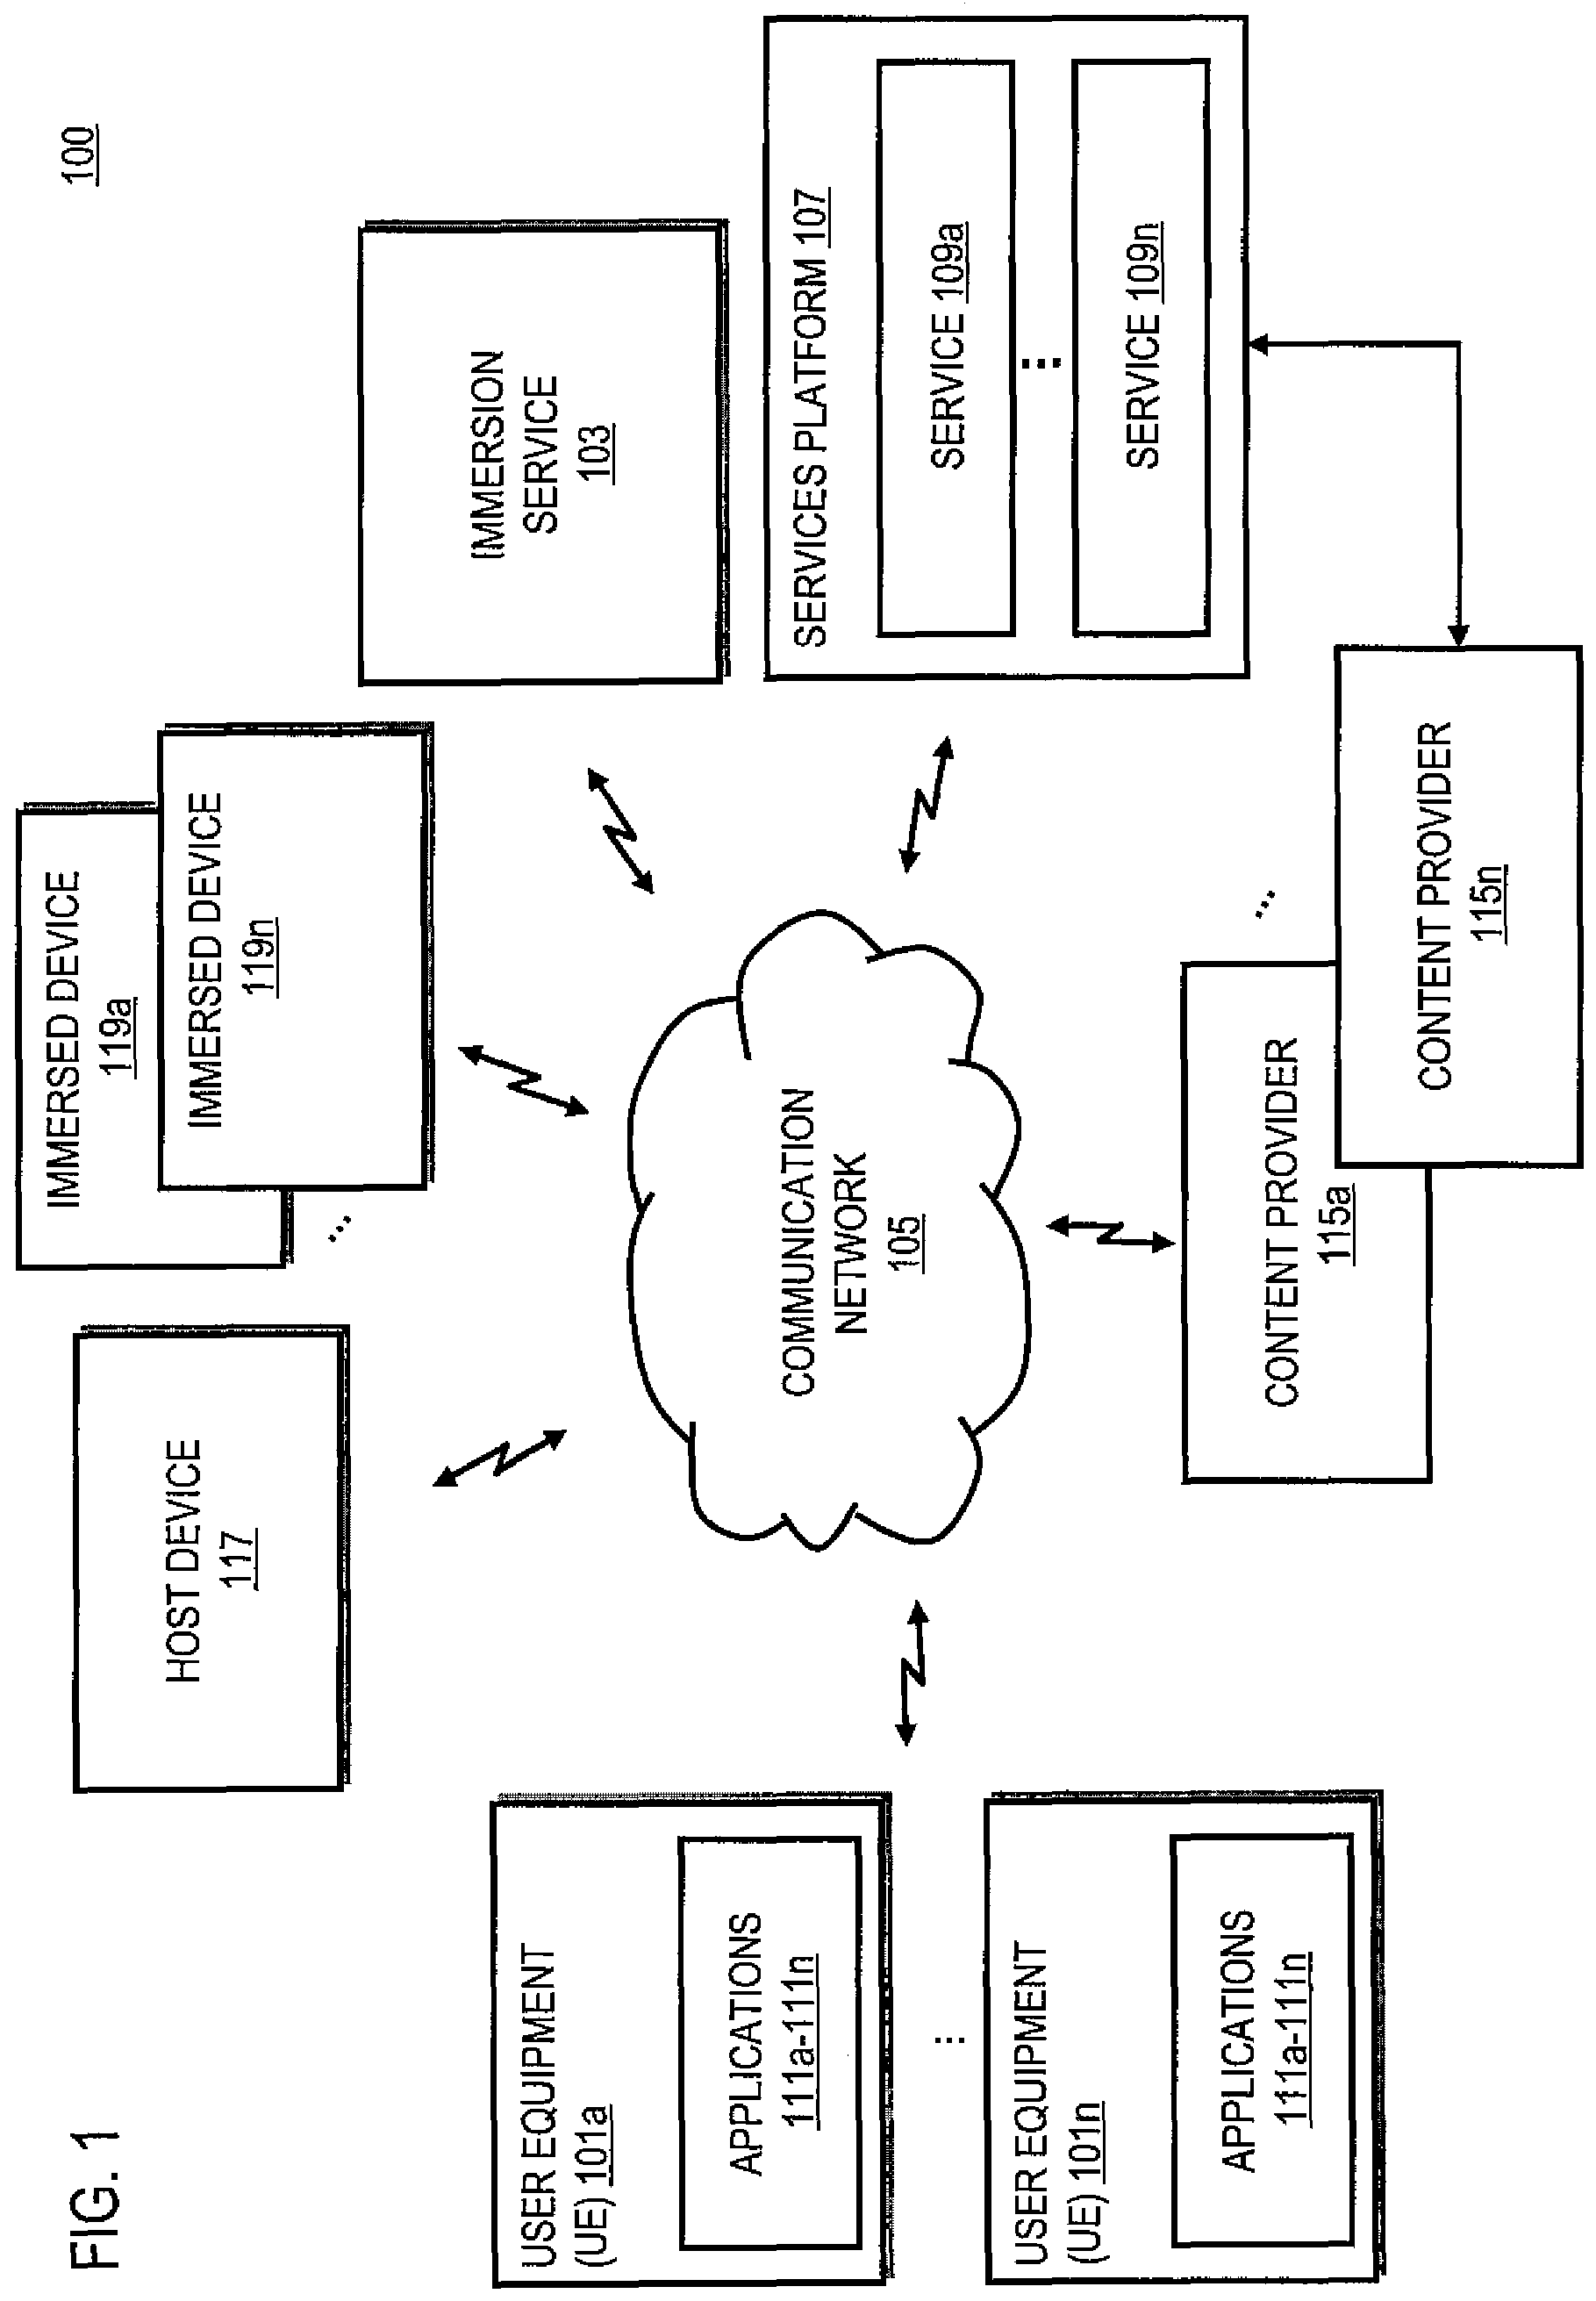 FIG. 1
100
HOST DEVICE
117
IMMERSED DEVICE
119a
IMMERSED DEVICE
119n
...
IMMERSION
SERVICE
103
USER EQUIPMENT
(UE) 101a
APPLICATIONS
111a-111n
...
USER EQUIPMENT
(UE) 101n
APPLICATIONS
111a-111n
COMMUNICATION
NETWORK
105
SERVICES PLATFORM 107
SERVICE 109a
...
SERVICE 109n
CONTENT PROVIDER
115a
...
CONTENT PROVIDER
115n